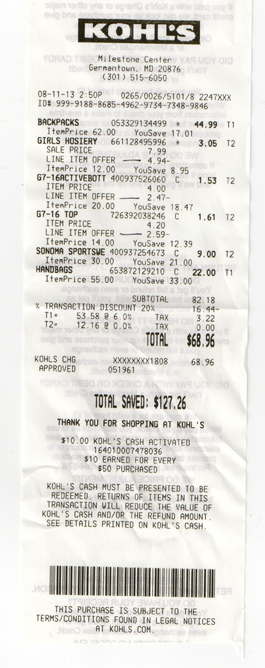 KOHL'S
Milestone Center
Germantown, MD 20876
(301) 515-6050
08-11-13 2:50P 0265/0026/5101/8 2247XXX
ID# 999-9188-8685-4962-9734-7348-9846
BACKPACKS 053329134499 * 44.99 T1
ItemPrice 62.00 YouSave 17.01
GIRLS HOSIERY 661128495996 * 3.05 T2
SALE PRICE 7.99
LINE ITEM OFFER —— 4.94-
ItemPrice 12.00 YouSave 8.95
G7-16ACTIVEBOTT 400937526060 C 1.53 T2
ItemPrice 4.00
LINE ITEM OFFER —— 2.47-
ItemPrice 20.00 YouSave 18.47
G7-16 TOP 726392038246 C 1.61 T2
ITEM PRICE 4.20
LINE ITEM OFFER —— 2.59-
ItemPrice 14.00 YouSave 12.39
SONOMA SPORTSWE 400937254673 C 9.00 T2
ItemPrice 30.00 YouSave 21.00
HANDBAGS 653872129210 C 22.00 T1
ItemPrice 55.00 YouSave 33.00
SUBTOTAL 82.18
% TRANSACTION DISCOUNT 20% 16.44-
T1= 53.58 @ 6.0% TAX 3.22
T2= 12.16 @ 0.0% TAX 0.00
TOTAL $68.96
KOHLS CHG XXXXXXXX1808 68.96
APPROVED 051961
TOTAL SAVED: $127.26
THANK YOU FOR SHOPPING AT KOHL'S
$10.00 KOHL'S CASH ACTIVATED
164010007478036
$10 EARNED FOR EVERY
$50 PURCHASED
KOHL'S CASH MUST BE PRESENTED TO BE
REDEEMED. RETURNS OF ITEMS IN THIS
TRANSACTION WILL REDUCE THE VALUE OF
KOHL'S CASH AND/OR THE REFUND AMOUNT.
SEE DETAILS PRINTED ON KOHL'S CASH.
THIS PURCHASE IS SUBJECT TO THE
TERMS/CONDITIONS FOUND IN LEGAL NOTICES
AT KOHLS.COM